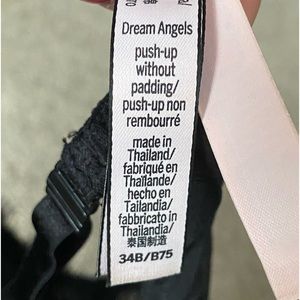 Dream Angels
push-up
without
padding/
push-up non
rembourré
made in
Thailand/
fabriqué en
Thaïlande/
hecho en
Tailandia/
fabbricato in
Thailandia/
泰国制造
34B/B75